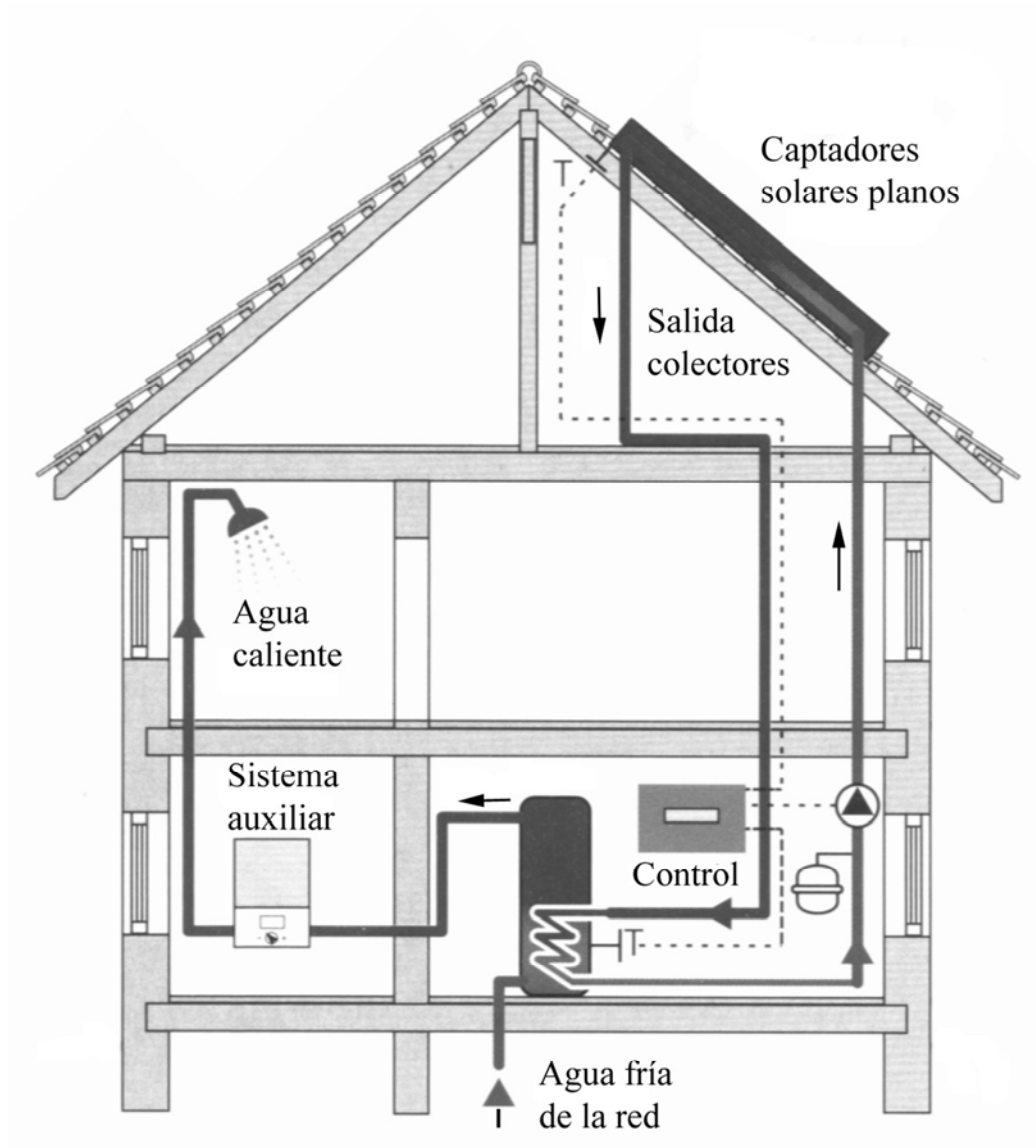 Captadores
solares planos
T
Salida
colectores
Agua
caliente
Sistema
auxiliar
Control
T
Agua fría
de la red